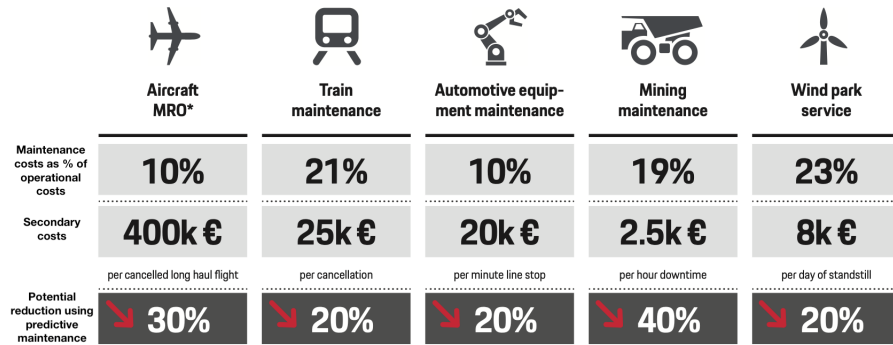 Aircraft
MRO*
Train
maintenance
Automotive equip-
ment maintenance
Mining
maintenance
Wind park
service
Maintenance
costs as % of
operational
costs
10%
21%
10%
19%
23%
Secondary
costs
400k €
25k €
20k €
2.5k €
8k €
per cancelled long haul flight
per cancellation
per minute line stop
per hour downtime
per day of standstill
Potential
reduction using
predictive
maintenance
30%
20%
20%
40%
20%